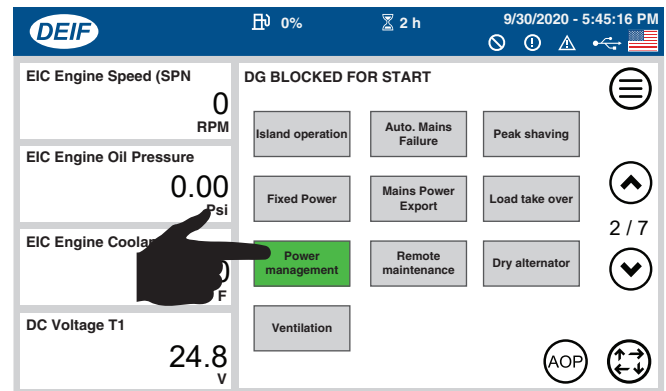 DEIF
0%
2 h
9/30/2020 - 5:45:16 PM
EIC Engine Speed (SPN
0
RPM
EIC Engine Oil Pressure
0.00
Psi
EIC Engine
F
DC Voltage T1
24.8
V
DG BLOCKED FOR START
Island operation
Auto. Mains
Failure
Peak shaving
Fixed Power
Mains Power
Export
Load take over
Power
management
Remote
maintenance
Dry alternator
Ventilation
2 / 7
AOP